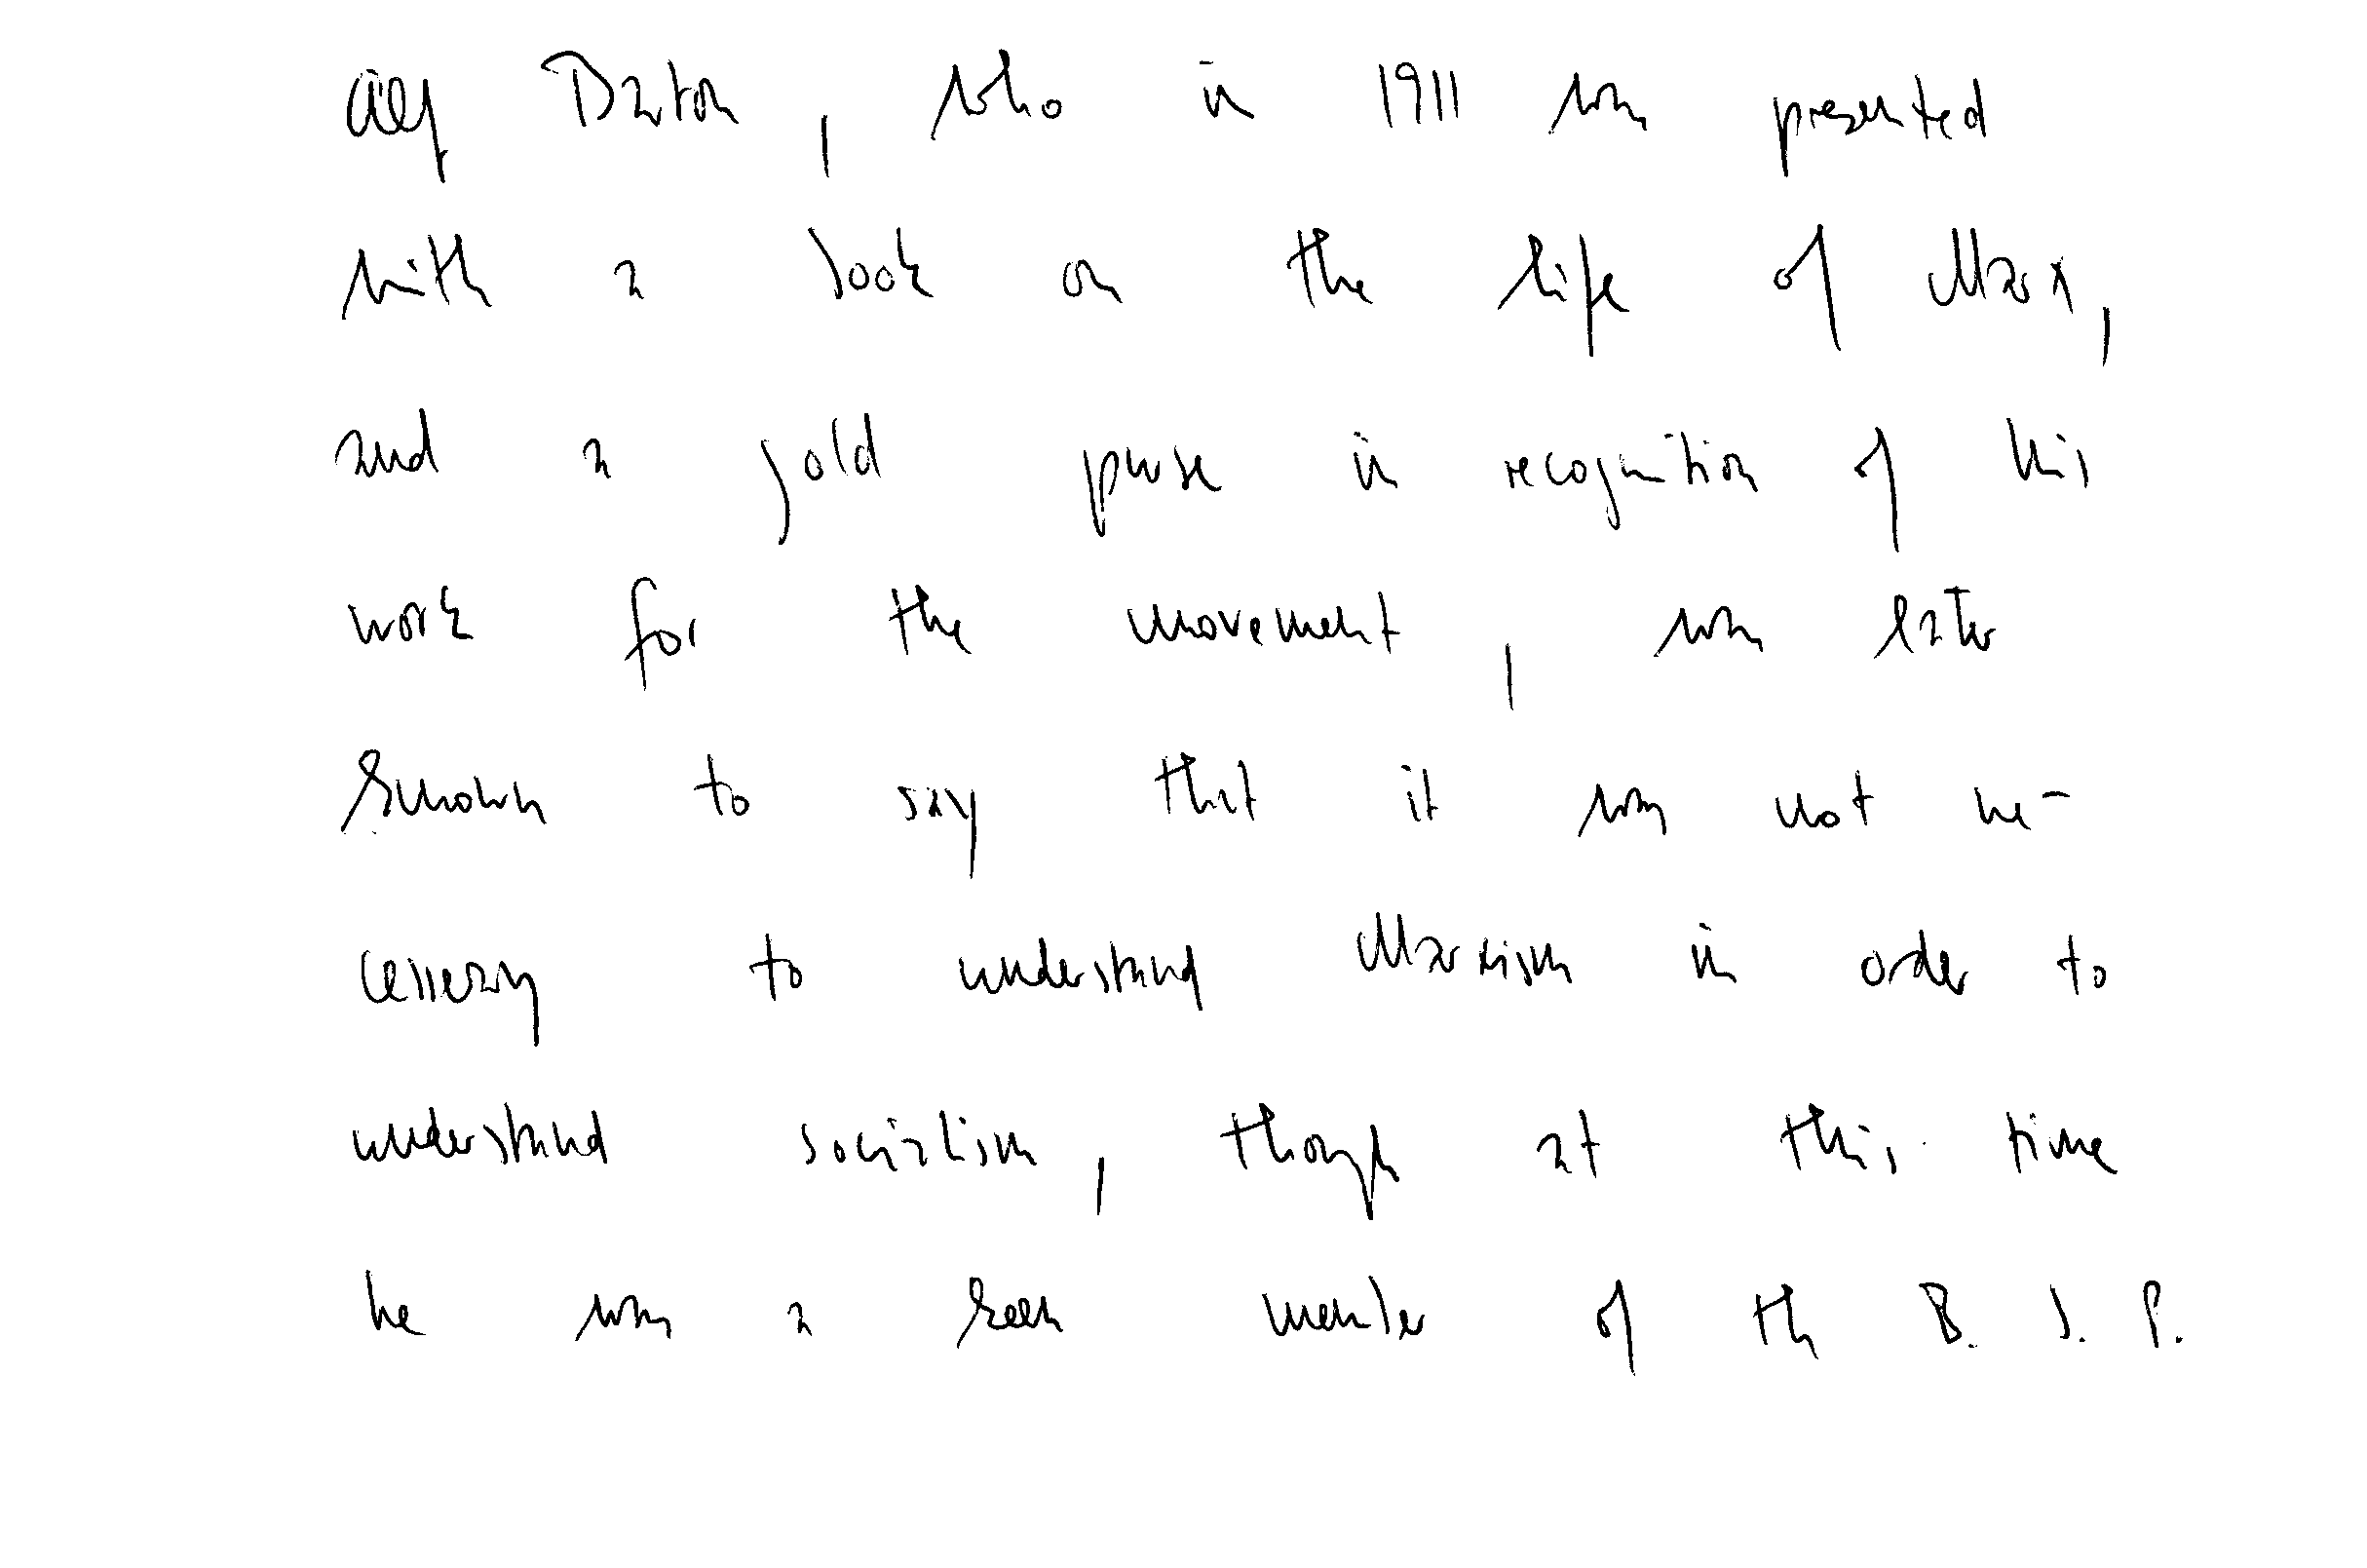 Alf Barton, who in 1911 was presented
with a book on the life of Marx,
and a gold purse in recognition of his
work for the movement, was later
known to say that it was not ne-
cessary to understand Marxism in order to
understand socialism, though at this time
he was a keen member of the B. S. P.